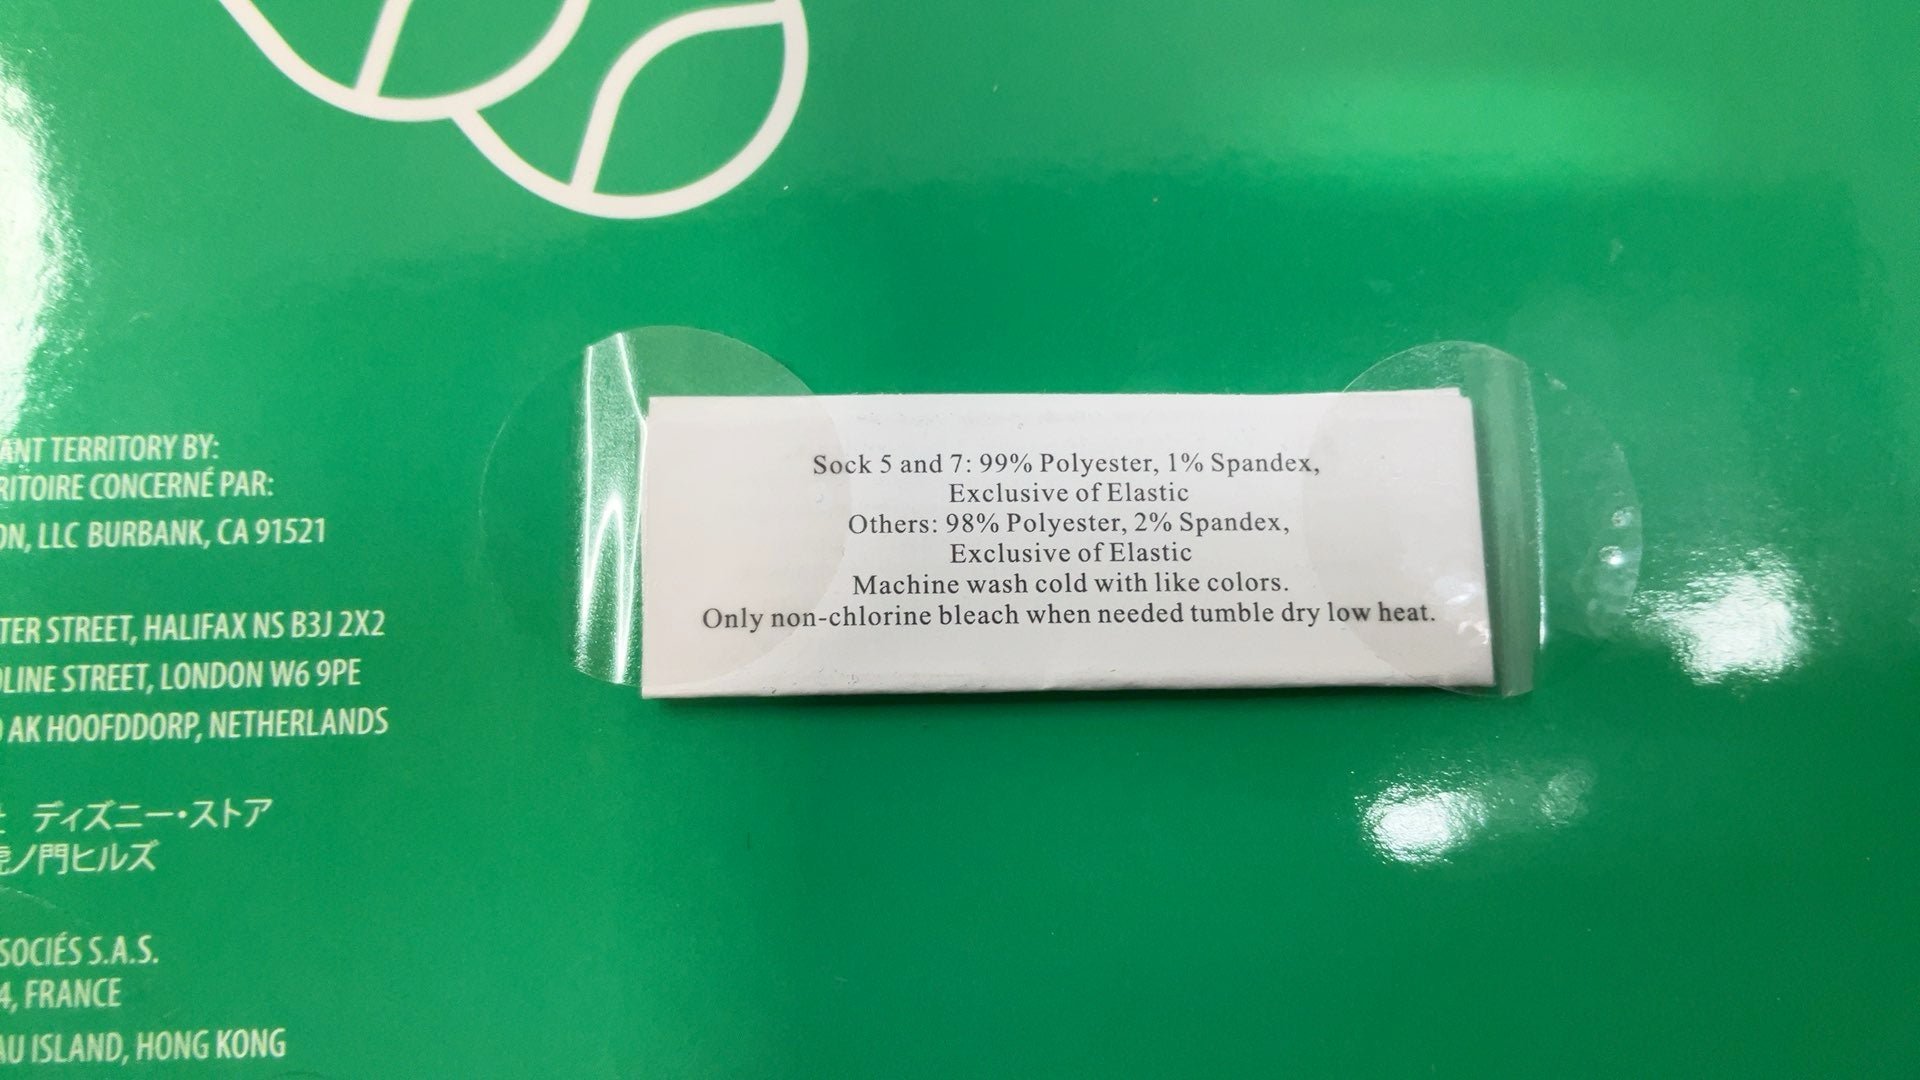 ANT TERRITORY BY:
RITOIRE CONCERNÉ PAR:
ON, LLC BURBANK, CA 91521
TER STREET, HALIFAX NS B3J 2X2
LINE STREET, LONDON W6 9PE
AK HOOFDDORP, NETHERLANDS
ディズニー・ストア
虎ノ門ヒルズ
SOCIÉS S.A.S.
4, FRANCE
AU ISLAND, HONG KONG
Sock 5 and 7: 99% Polyester, 1% Spandex,
Exclusive of Elastic
Others: 98% Polyester, 2% Spandex,
Exclusive of Elastic
Machine wash cold with like colors.
Only non-chlorine bleach when needed tumble dry low heat.